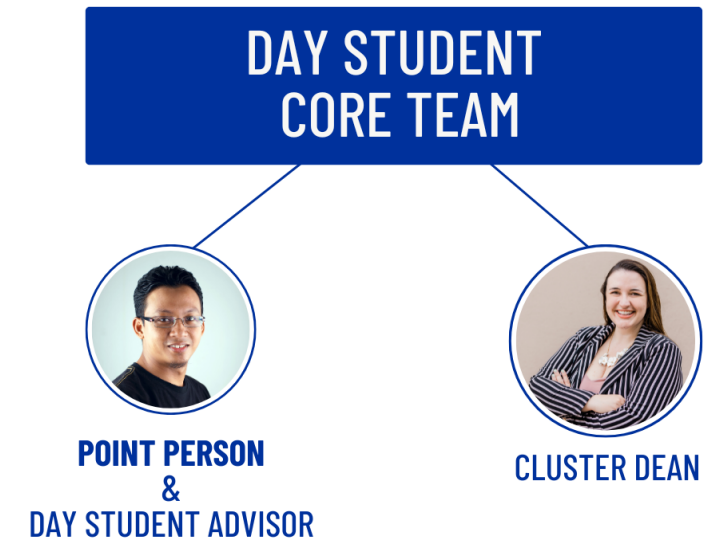 DAY STUDENT
CORE TEAM
POINT PERSON
&
DAY STUDENT ADVISOR
CLUSTER DEAN